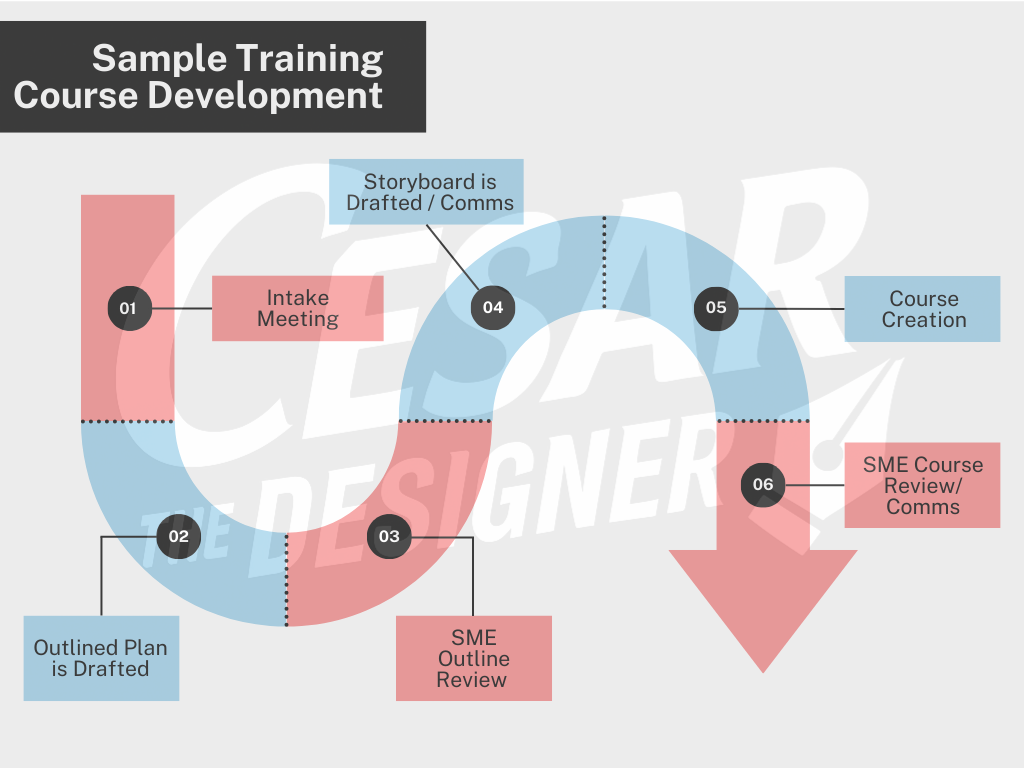 Sample Training
Course Development
01
Intake
Meeting
02
Outlined Plan
is Drafted
03
SME
Outline
Review
04
Storyboard is
Drafted / Comms
05
Course
Creation
06
SME Course
Review/
Comms
CESAR
THE DESIGNER